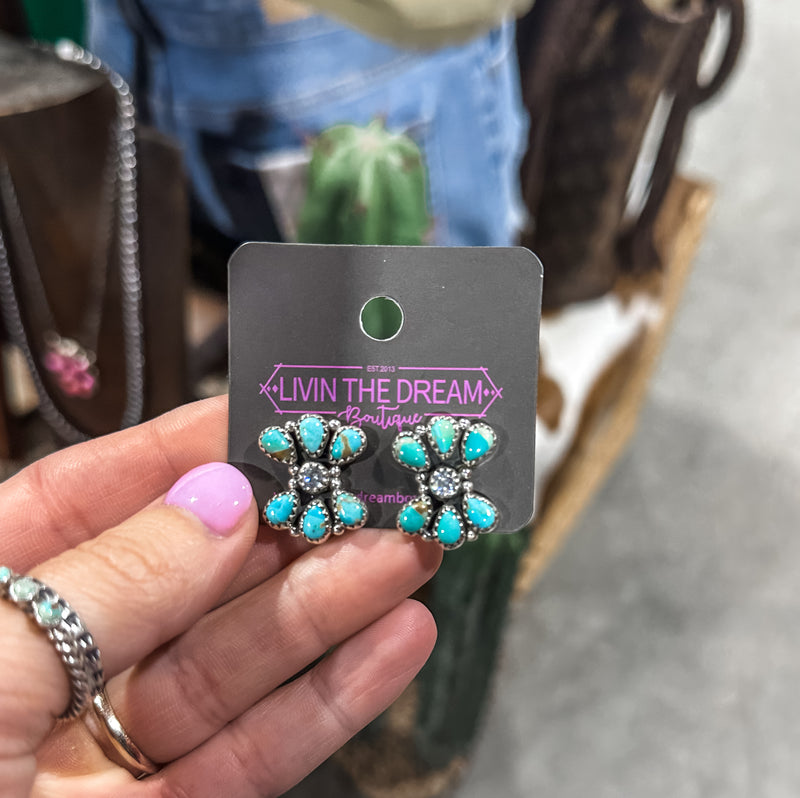 EST.2013
LIVIN THE DREAM
Boutique